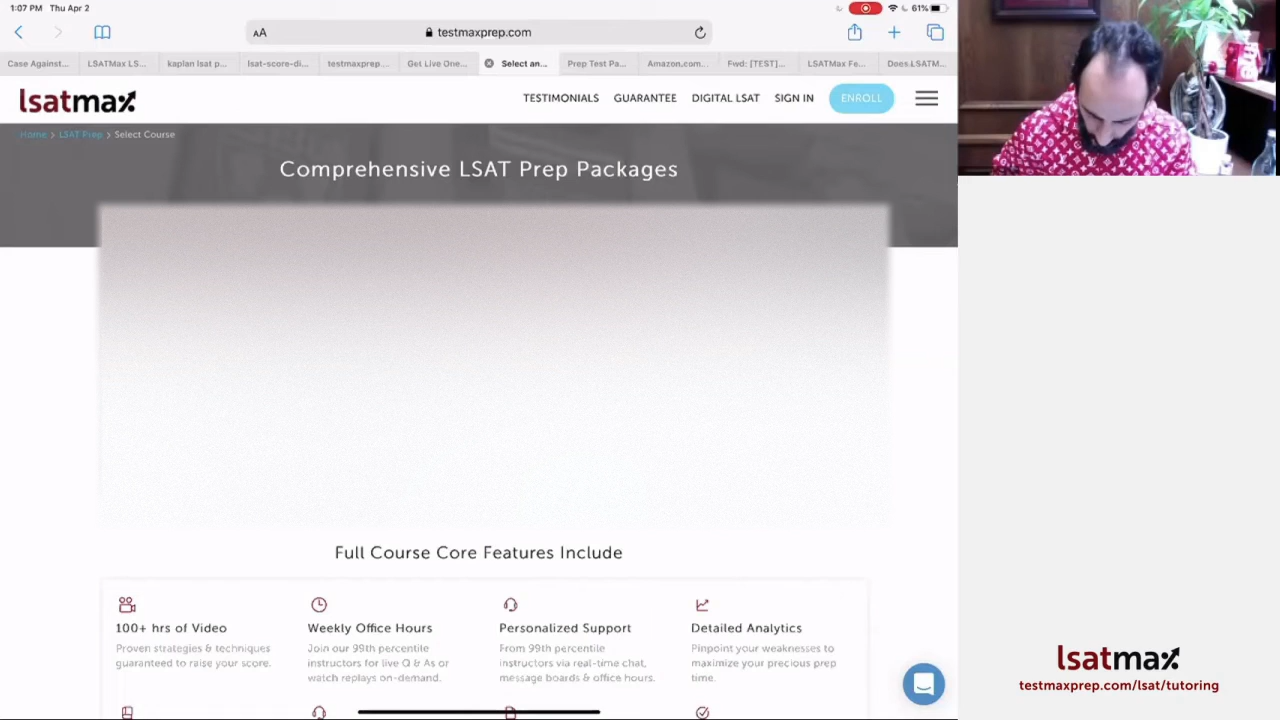 1:07 PM Thu Apr 2
61%
AA
testmaxprep.com
Case Against...
LSATMax LS...
kaplan lsat p...
lsat-score-di...
testmaxprep...
Get Live One...
Select an...
Prep Test Pa...
Amazon.com...
Fwd: [TEST]...
LSATMax Fe...
Does LSATM...
lsatmax
TESTIMONIALS
GUARANTEE
DIGITAL LSAT
SIGN IN
ENROLL
Home > LSAT Prep > Select Course
Comprehensive LSAT Prep Packages
Full Course Core Features Include
100+ hrs of Video
Proven strategies & techniques
guaranteed to raise your score.
Weekly Office Hours
Join our 99th percentile
instructors for live Q & As or
watch replays on-demand.
Personalized Support
From 99th percentile
instructors via real-time chat,
message boards & office hours.
Detailed Analytics
Pinpoint your weaknesses to
maximize your precious prep
time.
lsatmax
testmaxprep.com/lsat/tutoring